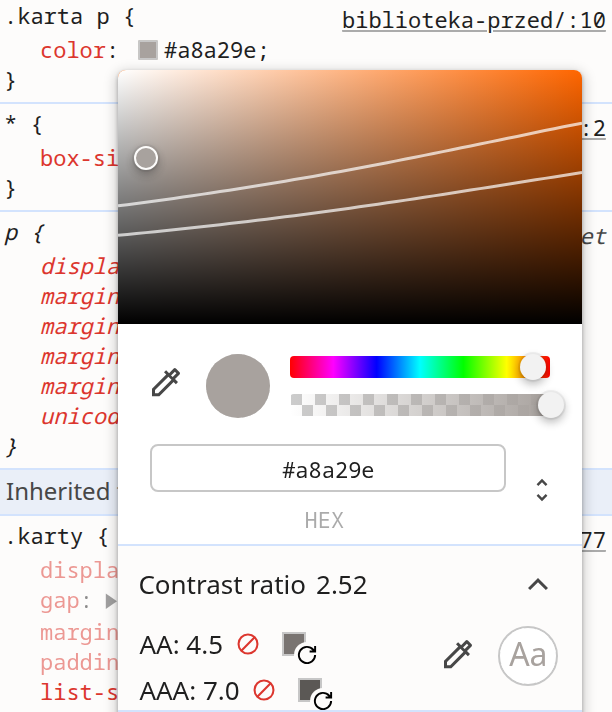 .karta p {
biblioteka-przed/:10
color: #a8a29e;
}
* {
:2
box-si
}
p {
et
displa
margin
margin
margin
margin
unicod
}
#a8a29e
HEX
Inherited
.karty {
77
displa
gap:
margin
paddin
list-s
Contrast ratio 2.52
AA: 4.5
AAA: 7.0
Aa